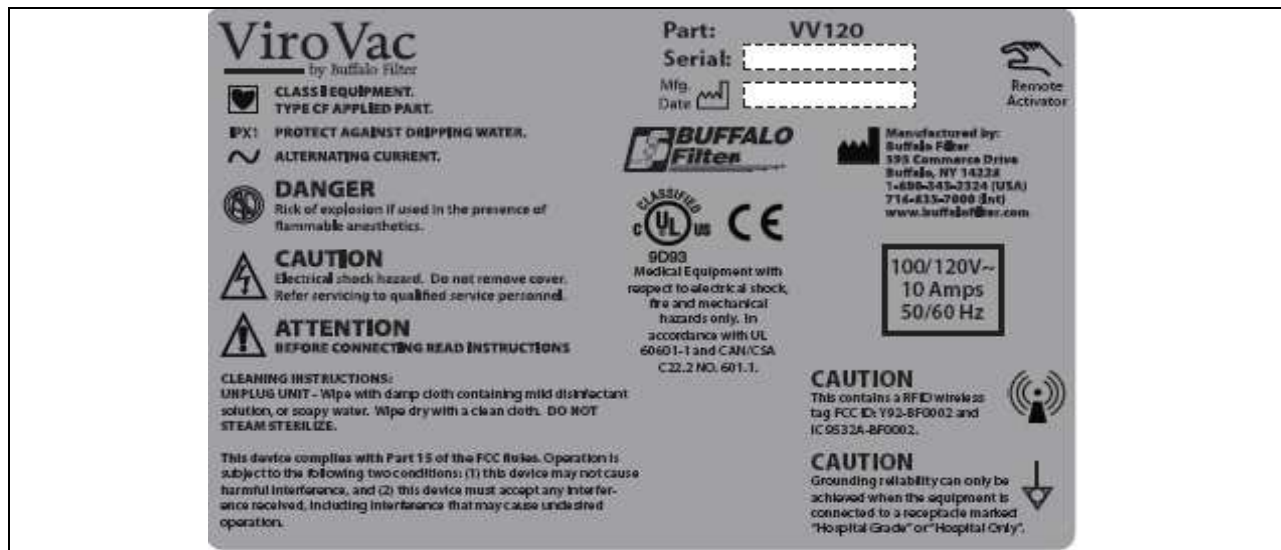 ViroVac
by Buffalo Filter
CLASS I EQUIPMENT.
TYPE CF APPLIED PART.
IPX1 PROTECT AGAINST DRIPPING WATER.
ALTERNATING CURRENT.
DANGER
Risk of explosion if used in the presence of
flammable anesthetics.
CAUTION
Electrical shock hazard. Do not remove cover.
Refer servicing to qualified service personnel.
ATTENTION
BEFORE CONNECTING READ INSTRUCTIONS
CLEANING INSTRUCTIONS:
UNPLUG UNIT - Wipe with damp cloth containing mild disinfectant
solution, or soapy water. Wipe dry with a clean cloth. DO NOT
STEAM STERILIZE.
This device complies with Part 15 of the FCC Rules. Operation is
subject to the following two conditions: (1) this device may not cause
harmful interference, and (2) this device must accept any interfer-
ence received, including interference that may cause undesired
operation.
Part: VV120
Serial:
Mfg.
Date
BUFFALO
Filter
CLASSIFIED
C UL US CE
9D93
Medical Equipment with
respect to electrical shock,
fire and mechanical
hazards only. In
accordance with UL
60601-1 and CAN/CSA
C22.2 NO. 601.1.
Remote
Activator
Manufactured by:
Buffalo Filter
595 Commerce Drive
Buffalo, NY 14228
1-800-343-2324 (USA)
716-835-7000 (Int)
www.buffalofilter.com
100/120V~
10 Amps
50/60 Hz
CAUTION
This contains a RFID wireless
tag FCC ID: Y92-BF0002 and
IC 9532A-BF0002.
CAUTION
Grounding reliability can only be
achieved when the equipment is
connected to a receptacle marked
"Hospital Grade" or "Hospital Only".